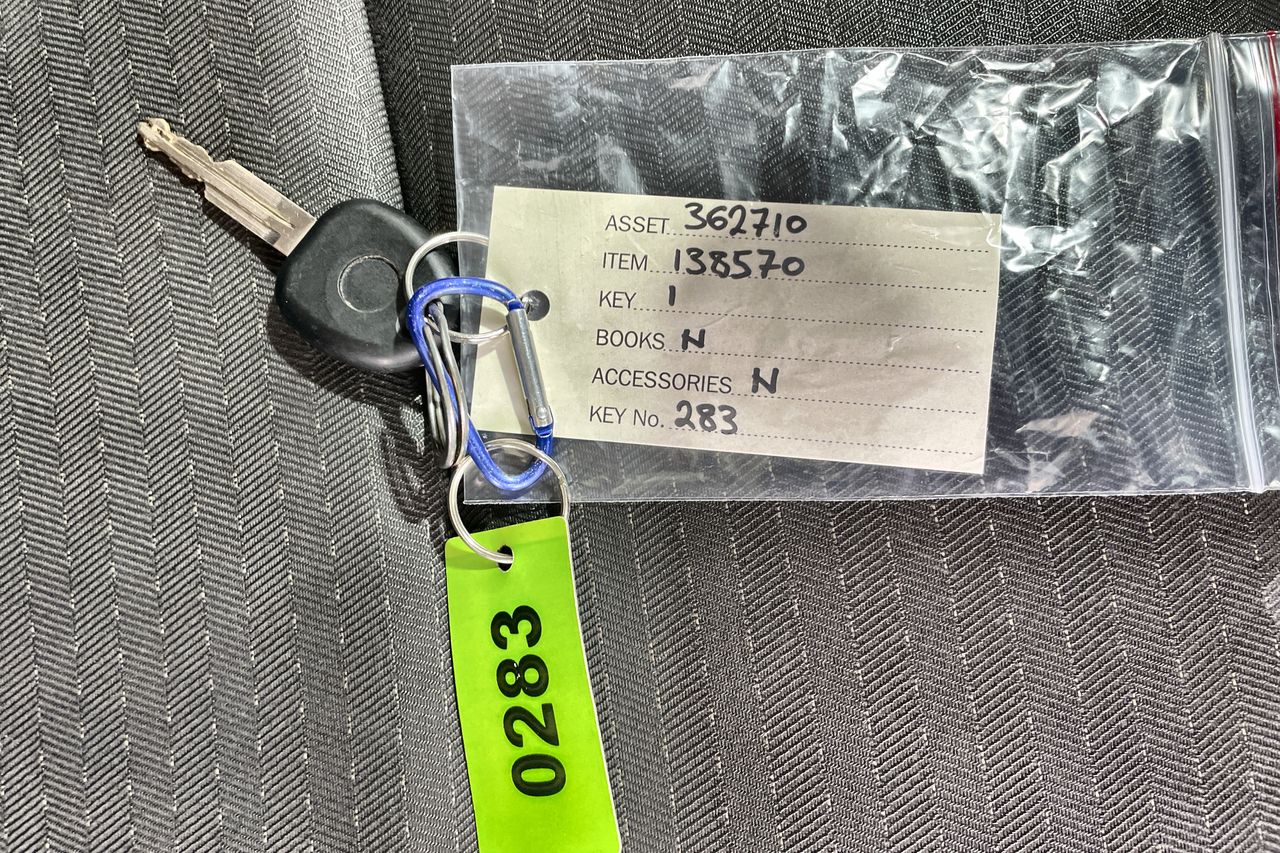 ASSET 362710
ITEM 138570
KEY 1
BOOKS N
ACCESSORIES N
KEY No. 283
0283